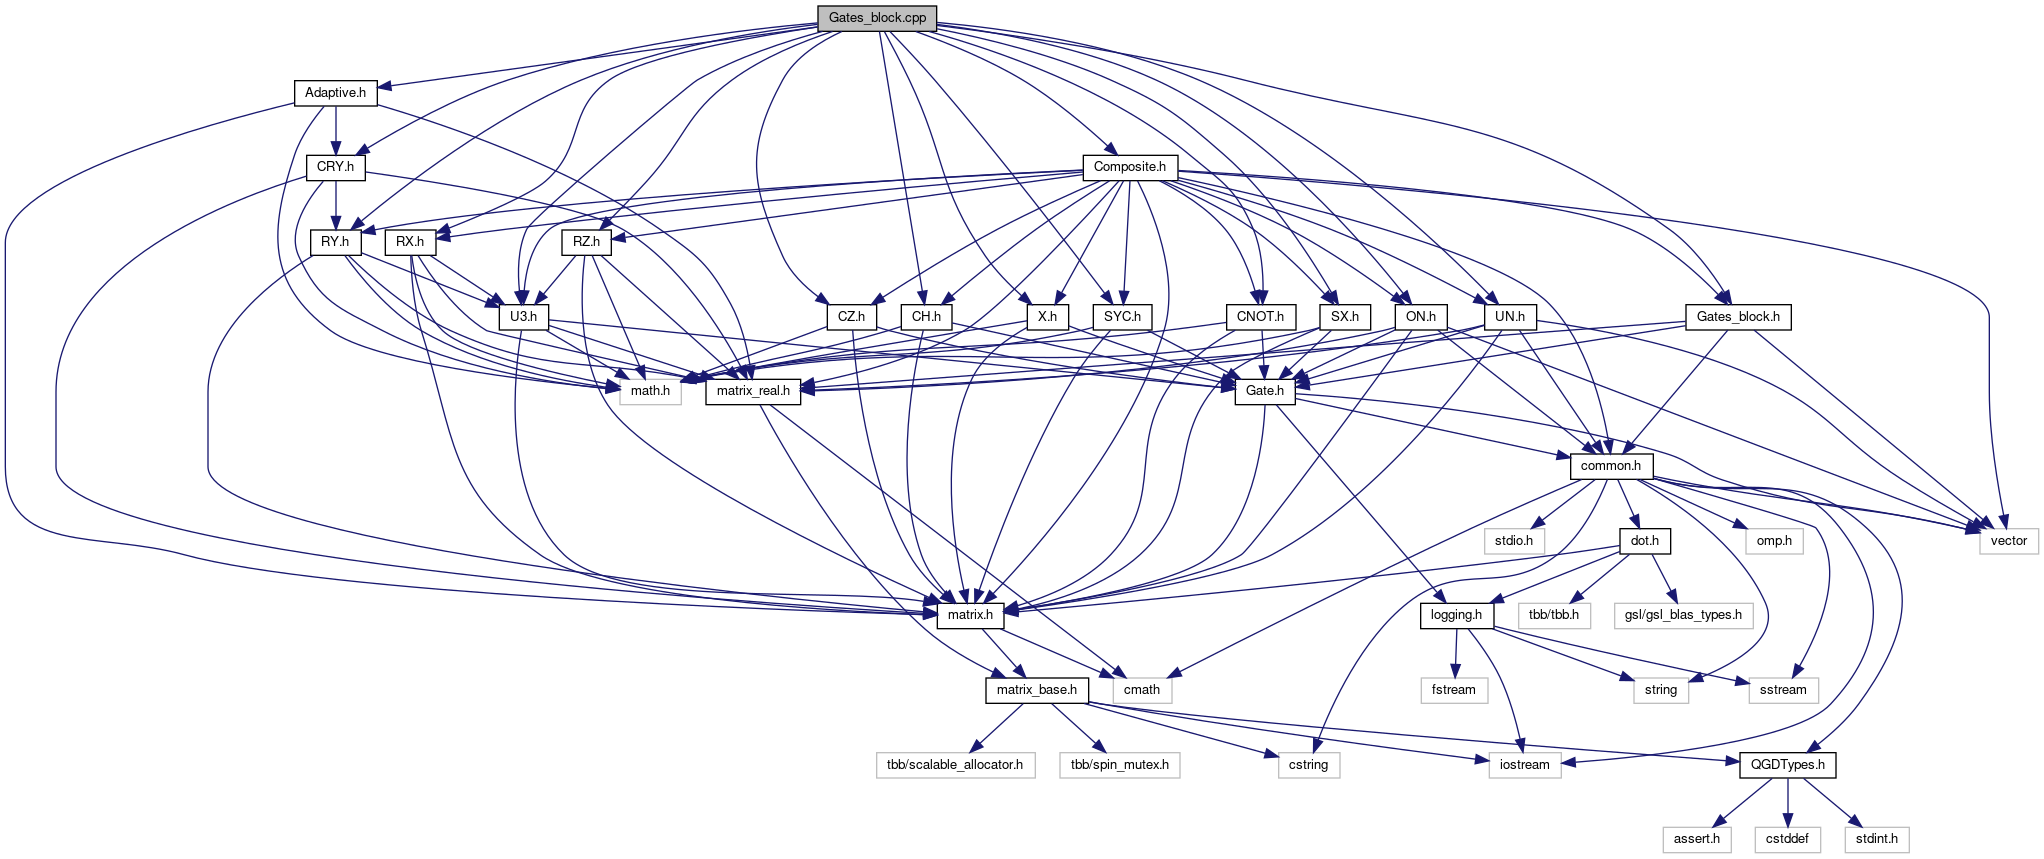 Gates_block.cpp
Adaptive.h
CRY.h
Composite.h
RY.h
RX.h
RZ.h
U3.h
CZ.h
CH.h
X.h
SYC.h
CNOT.h
SX.h
ON.h
UN.h
Gates_block.h
math.h
matrix_real.h
Gate.h
common.h
stdio.h
dot.h
omp.h
vector
matrix.h
logging.h
tbb/tbb.h
gsl/gsl_blas_types.h
matrix_base.h
cmath
fstream
string
sstream
tbb/scalable_allocator.h
tbb/spin_mutex.h
cstring
iostream
QGDTypes.h
assert.h
cstddef
stdint.h